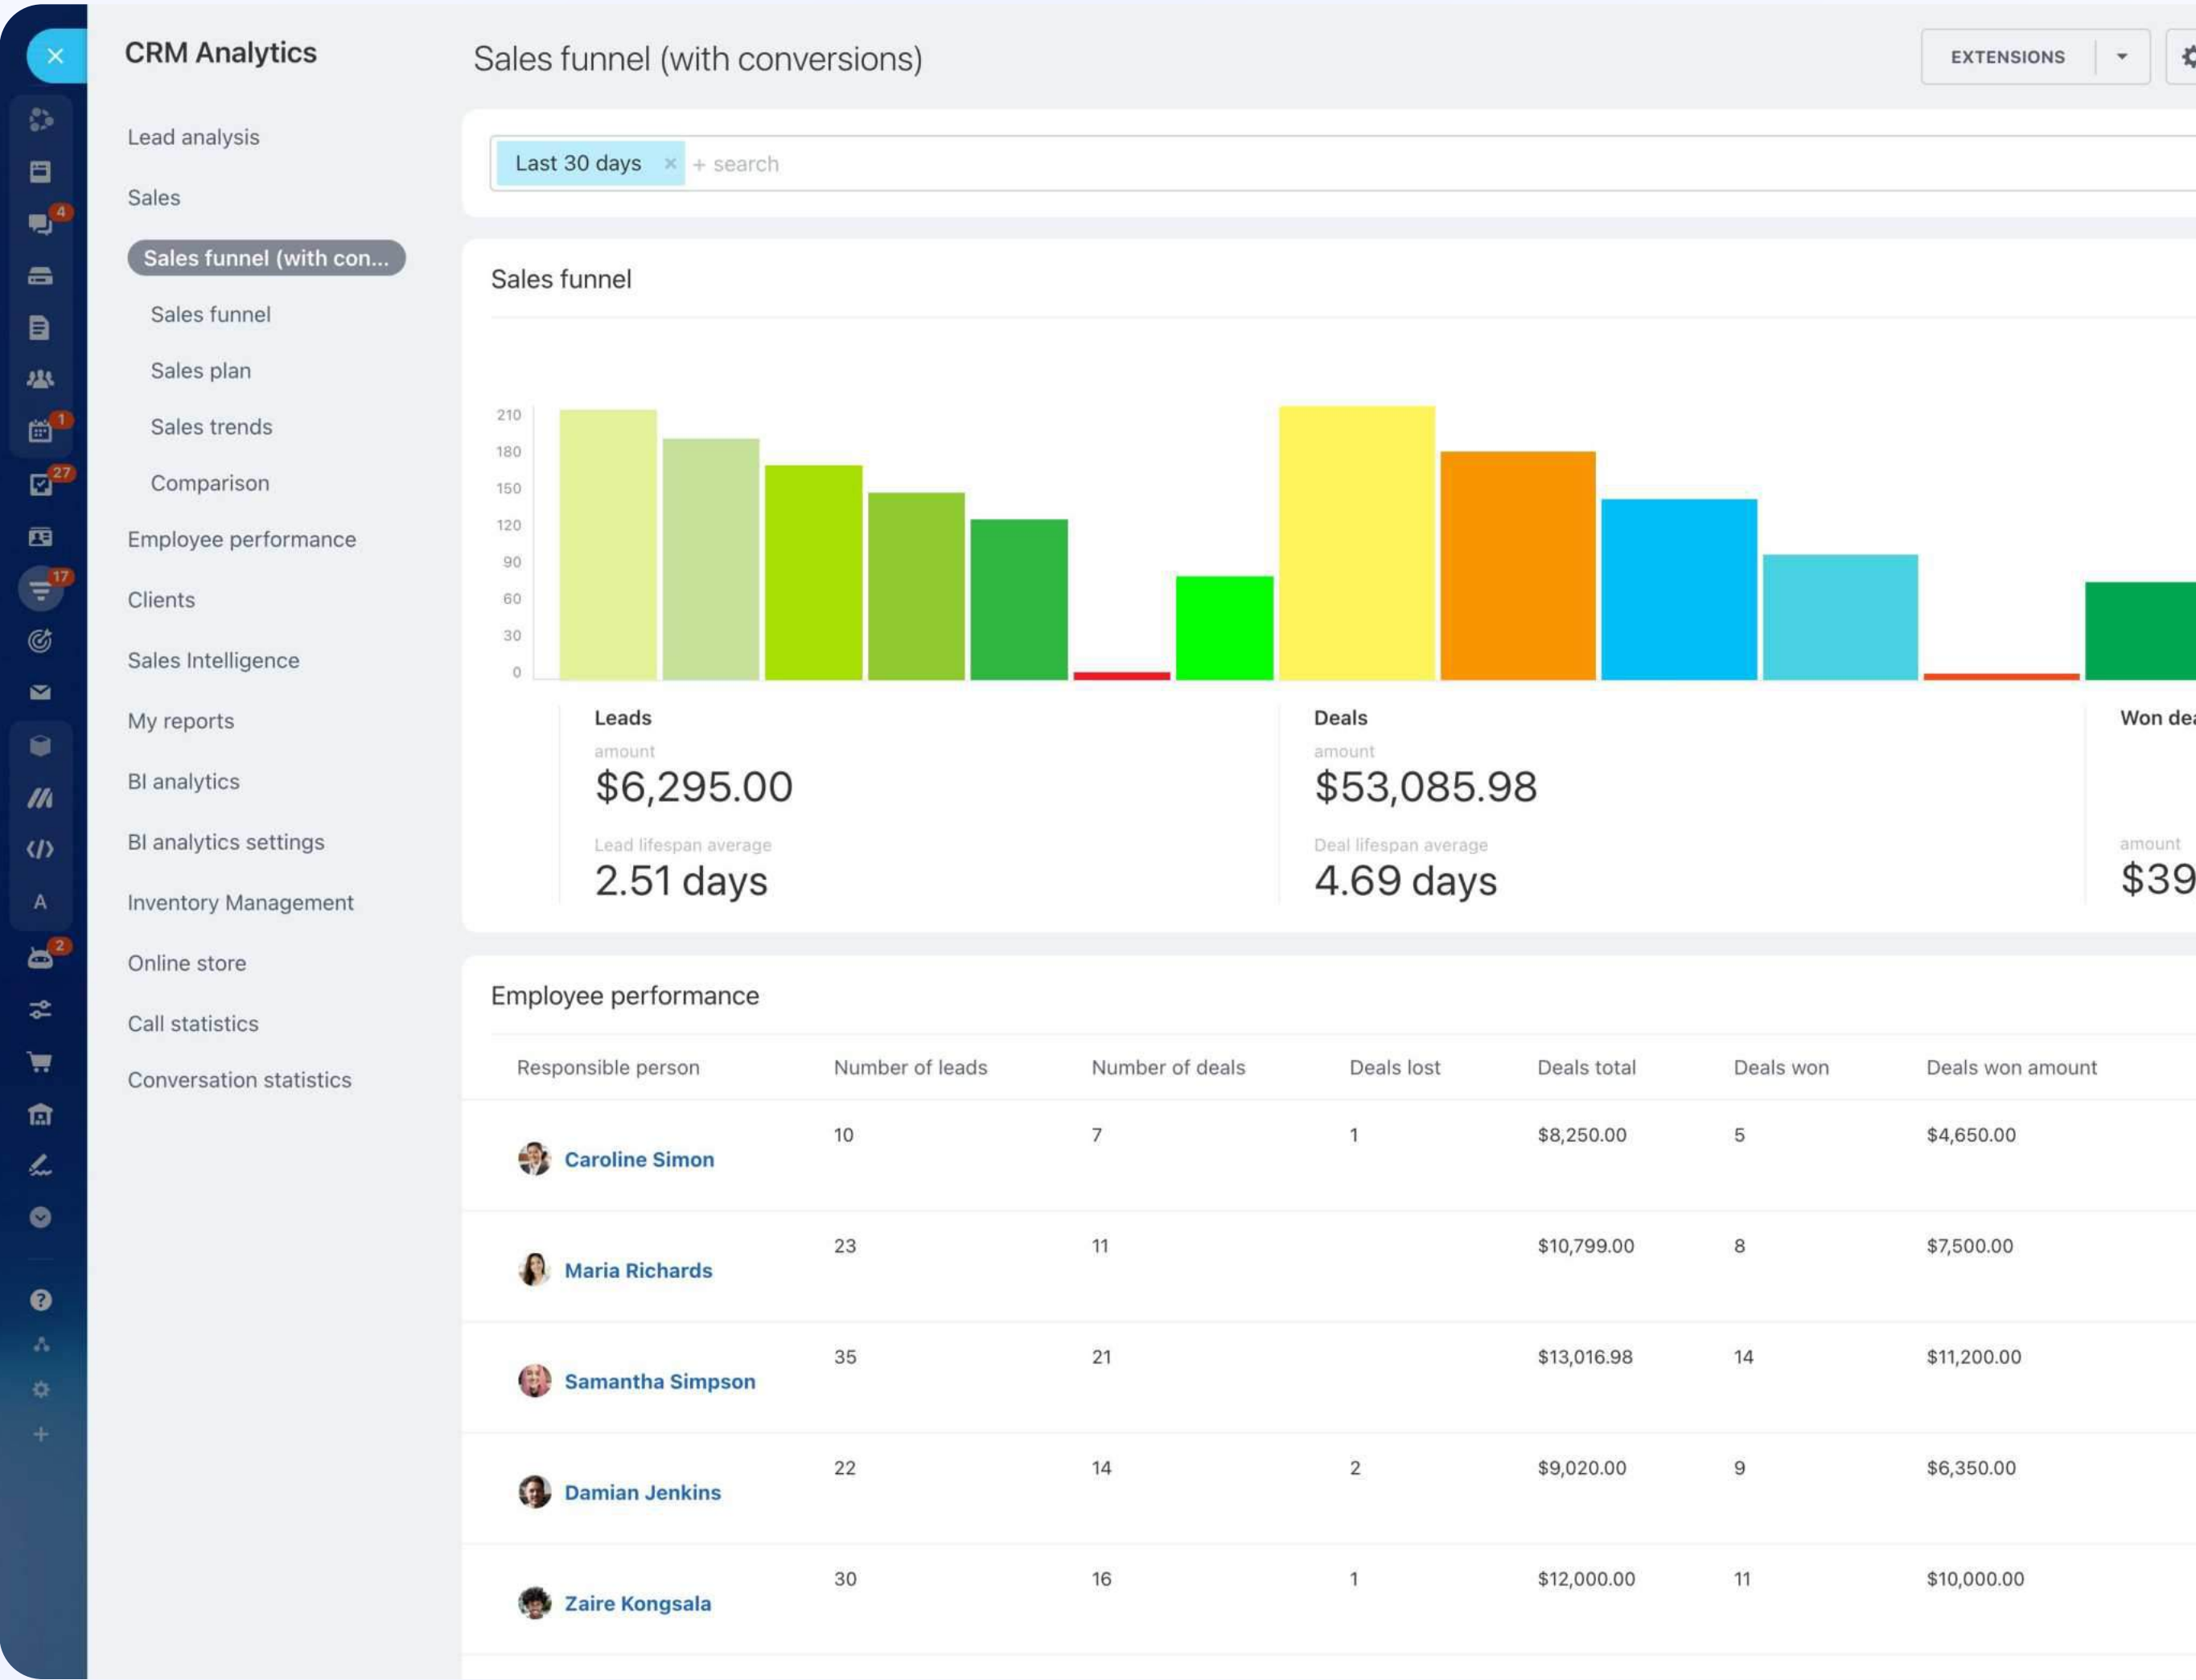 CRM Analytics
Sales funnel (with conversions)
EXTENSIONS
Lead analysis
Sales
Sales funnel (with con...
Sales funnel
Sales plan
Sales trends
Comparison
Employee performance
Clients
Sales Intelligence
My reports
BI analytics
BI analytics settings
Inventory Management
Online store
Call statistics
Conversation statistics
4
1
27
17
A
2
Last 30 days × + search
Sales funnel
210
180
150
120
90
60
30
0
Leads
amount
$6,295.00
Lead lifespan average
2.51 days
Deals
amount
$53,085.98
Deal lifespan average
4.69 days
Won dea
amount
$39
Employee performance
Responsible person Number of leads Number of deals Deals lost Deals total Deals won Deals won amount
Caroline Simon 10 7 1 $8,250.00 5 $4,650.00
Maria Richards 23 11 $10,799.00 8 $7,500.00
Samantha Simpson 35 21 $13,016.98 14 $11,200.00
Damian Jenkins 22 14 2 $9,020.00 9 $6,350.00
Zaire Kongsala 30 16 1 $12,000.00 11 $10,000.00